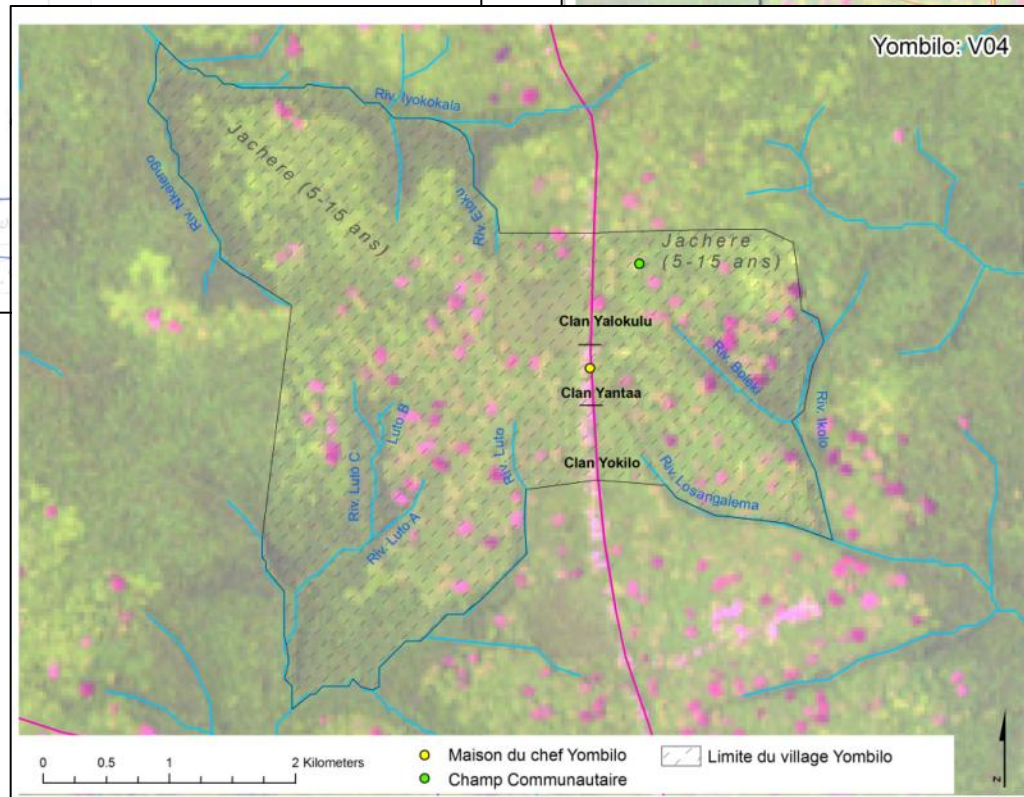 Yombilo: V04
Riv. Iyokokala
Jachere (5-15 ans)
Riv. Nkelengo
Riv. Etoku
Jachere
(5-15 ans)
Clan Yalokulu
Riv. Boleki
Clan Yantaa
Riv. Ikolo
Luto B
Riv. Luto
Clan Yokilo
Riv. Luto C
Riv. Losangalema
Riv. Luto A
0 0.5 1 2 Kilometers
Maison du chef Yombilo
Champ Communautaire
Limite du village Yombilo
N